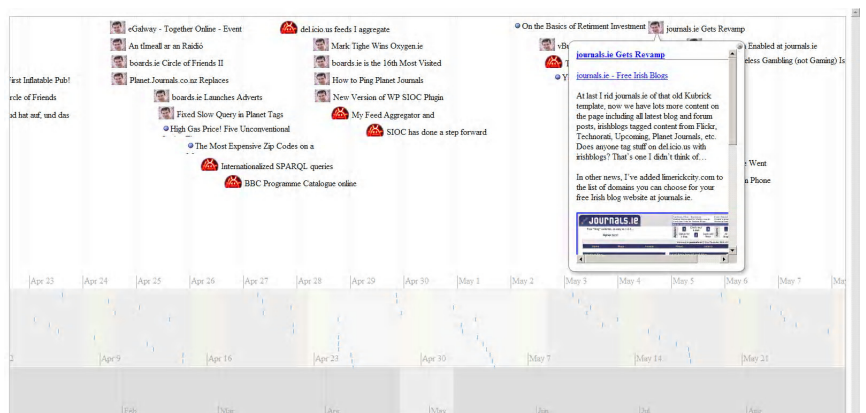 On the Basics of Retirment Investment
journals.ie Gets Revamp
eGalway - Together Online - Event
del.icio.us feeds I aggregate
An tImeall ar an Raidió
Mark Tighe Wins Oxygen.ie
Enabled at journals.ie
boards.ie Circle of Friends II
boards.ie is the 16th Most Visited
eless Gambling (not Gaming) Is
First Inflatable Pub!
Planet.Journals.co.nz Replaces
How to Ping Planet Journals
rcle of Friends
boards.ie Launches Adverts
New Version of WP SIOC Plugin
d hat auf, und das
Fixed Slow Query in Planet Tags
My Feed Aggregator and
High Gas Price! Five Unconventional
SIOC has done a step forward
The Most Expensive Zip Codes on a
Internationalized SPARQL queries
Went
BBC Programme Catalogue online
n Phone
journals.ie Gets Revamp
journals.ie - Free Irish Blogs
At last I rid journals.ie of that old Kubrick
template, now we have lots more content on
the page including all latest blog and forum
posts, irishblogs tagged content from Flickr,
Technorati, Upcoming, Planet Journals, etc.
Does anyone tag stuff on del.icio.us with
irishblogs? That's one I didn't think of…
In other news, I've added limerickcity.com to
the list of domains you can choose for your
free Irish blog website at journals.ie.
JOURNALS.IE
Apr 23 Apr 24 Apr 25 Apr 26 Apr 27 Apr 28 Apr 29 Apr 30 May 1 May 2 May 3 May 4 May 5 May 6 May 7 May
2 Apr 9 Apr 16 Apr 23 Apr 30 May 7 May 14 May 21
Feb Mar Apr May Jun Jul Aug